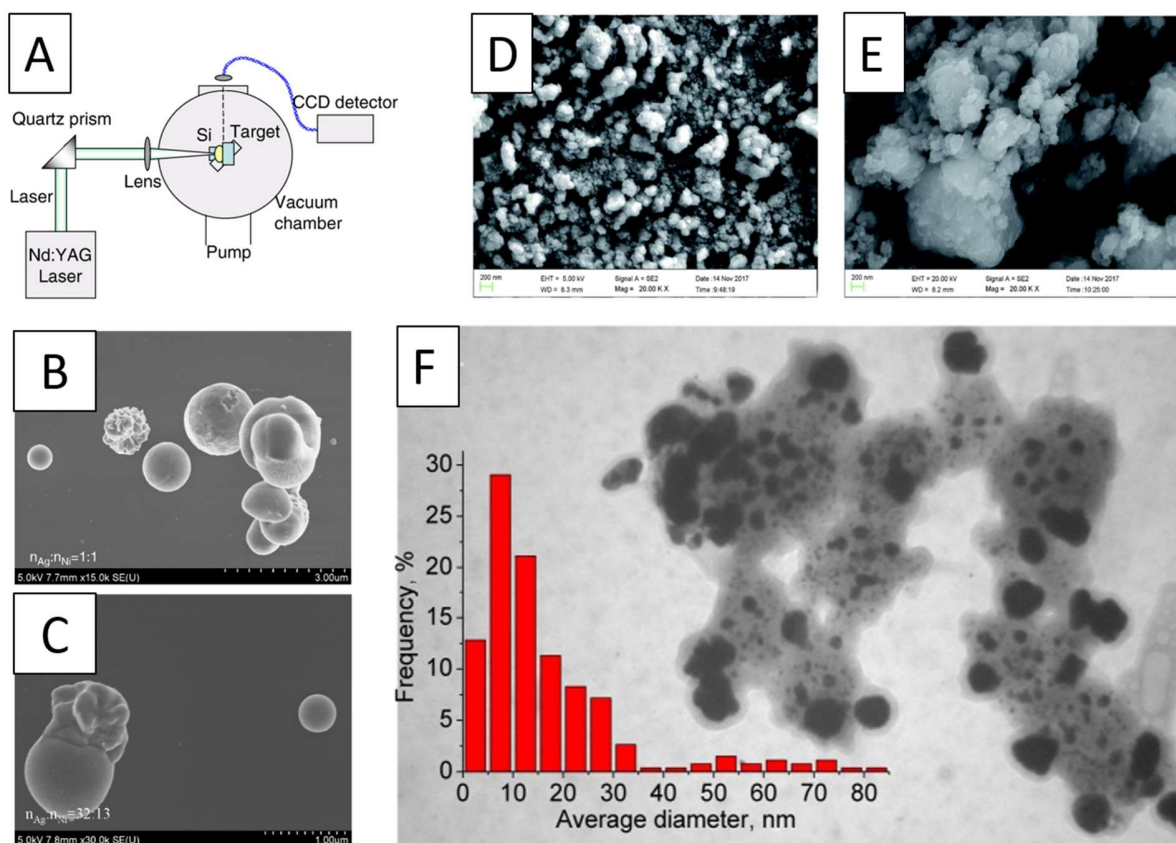 A
Quartz prism
Si
Target
CCD detector
Lens
Laser
Vacuum
chamber
Nd:YAG
Laser
Pump
D
200 nm
EHT = 5.00 kV
Signal A = SE2
Date :14 Nov 2017
WD = 8.3 mm
Mag = 20.00 K X
Time :9:48:19
E
200 nm
EHT = 20.00 kV
Signal A = SE2
Date :14 Nov 2017
WD = 8.2 mm
Mag = 20.00 K X
Time :10:25:00
B
nAg:nNi=1:1
5.0kV 7.7mm x15.0k SE(U)
3.00um
C
nAg:nNi=32:13
5.0kV 7.8mm x30.0k SE(U)
1.00um
F
Frequency, %
30
25
20
15
10
5
0
0 10 20 30 40 50 60 70 80
Average diameter, nm